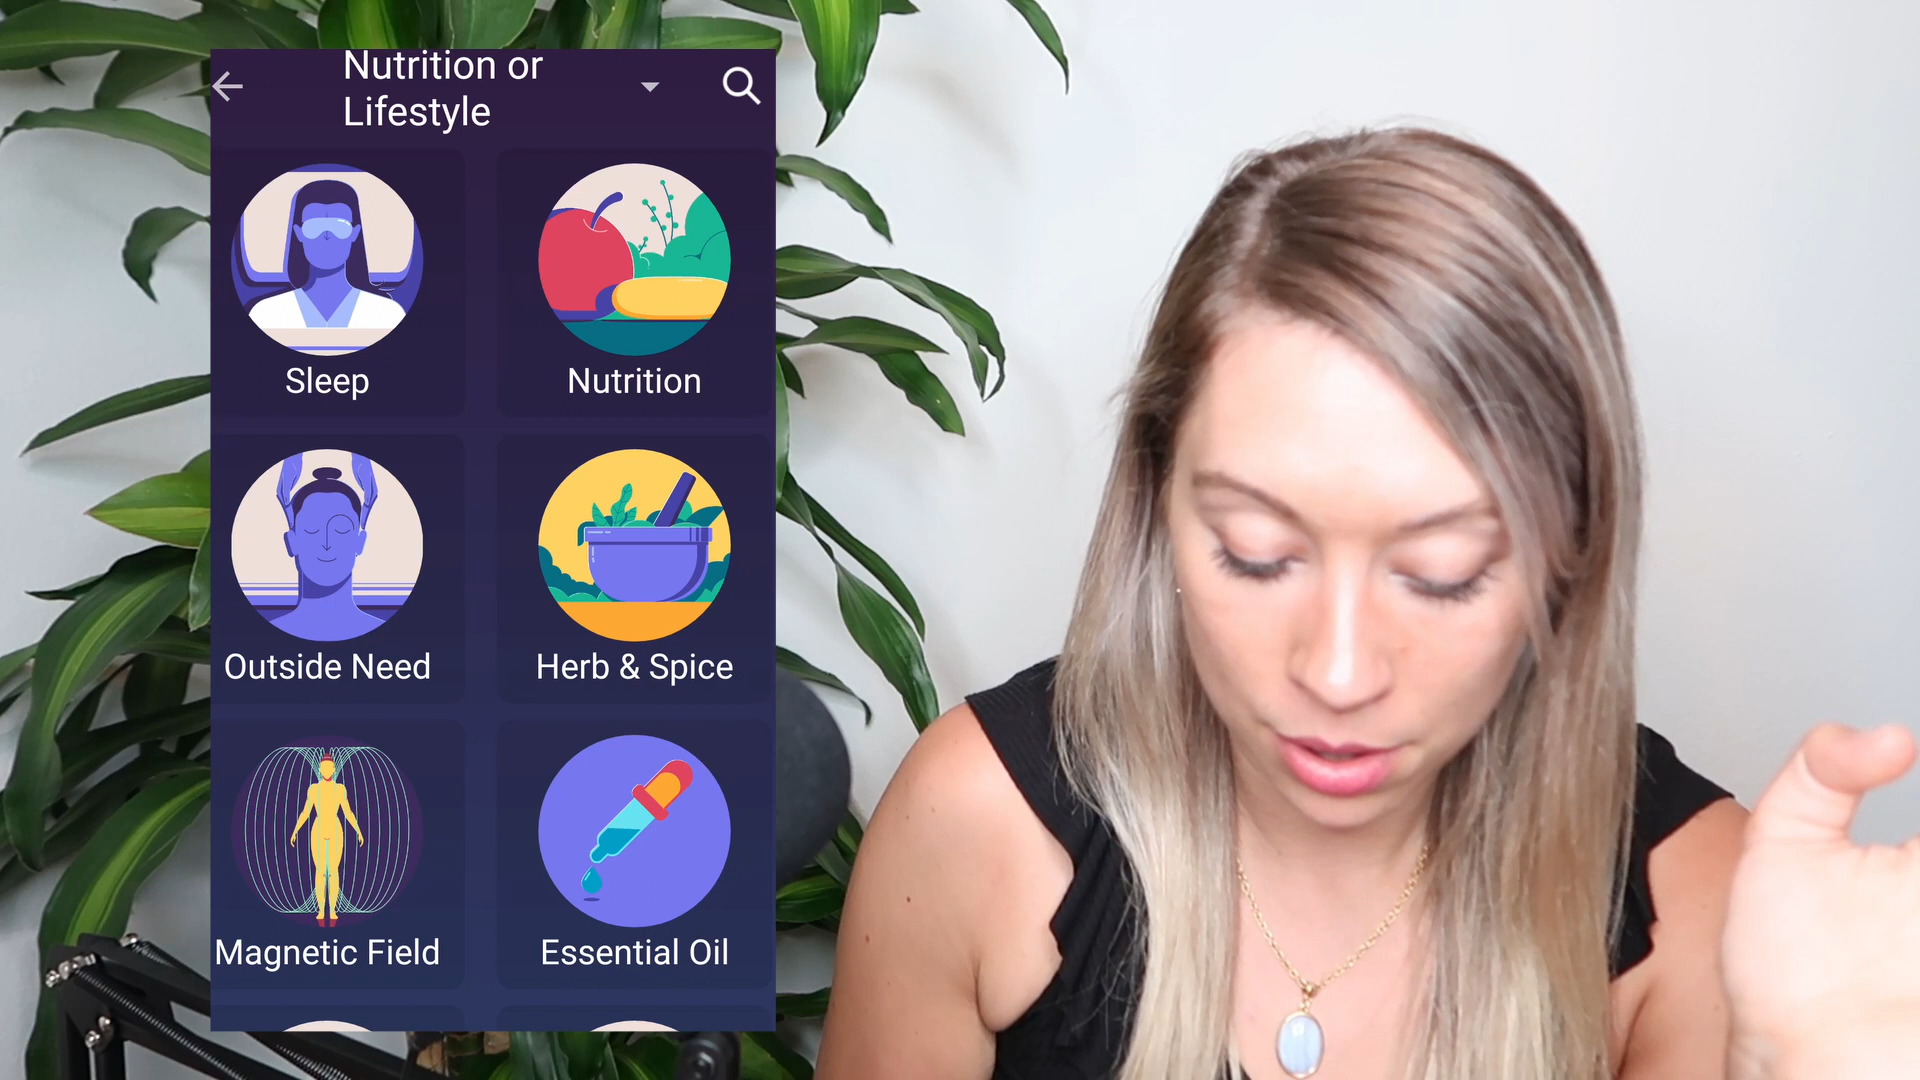 Nutrition or
Lifestyle
Sleep
Nutrition
Outside Need
Herb & Spice
Magnetic Field
Essential Oil